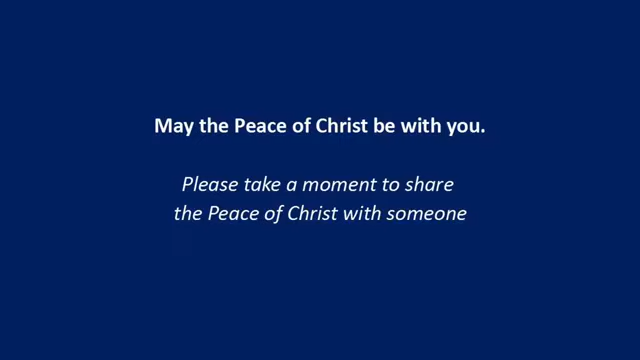 May the Peace of Christ be with you.
Please take a moment to share
the Peace of Christ with someone